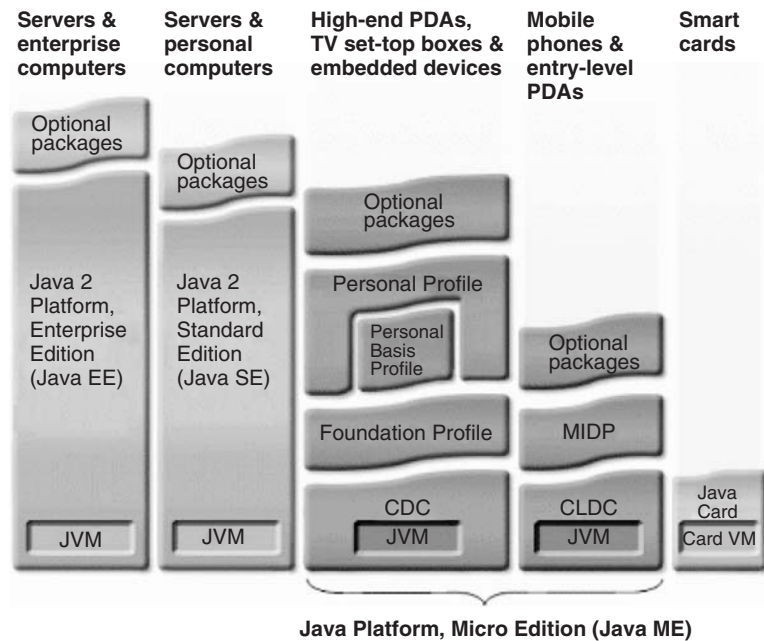 Servers &
enterprise
computers
Servers &
personal
computers
High-end PDAs,
TV set-top boxes &
embedded devices
Mobile
phones &
entry-level
PDAs
Smart
cards
Optional
packages
Java 2
Platform,
Enterprise
Edition
(Java EE)
JVM
Optional
packages
Java 2
Platform,
Standard
Edition
(Java SE)
JVM
Optional
packages
Personal Profile
Personal
Basis
Profile
Foundation Profile
CDC
JVM
Optional
packages
MIDP
CLDC
JVM
Java
Card
Card VM
Java Platform, Micro Edition (Java ME)